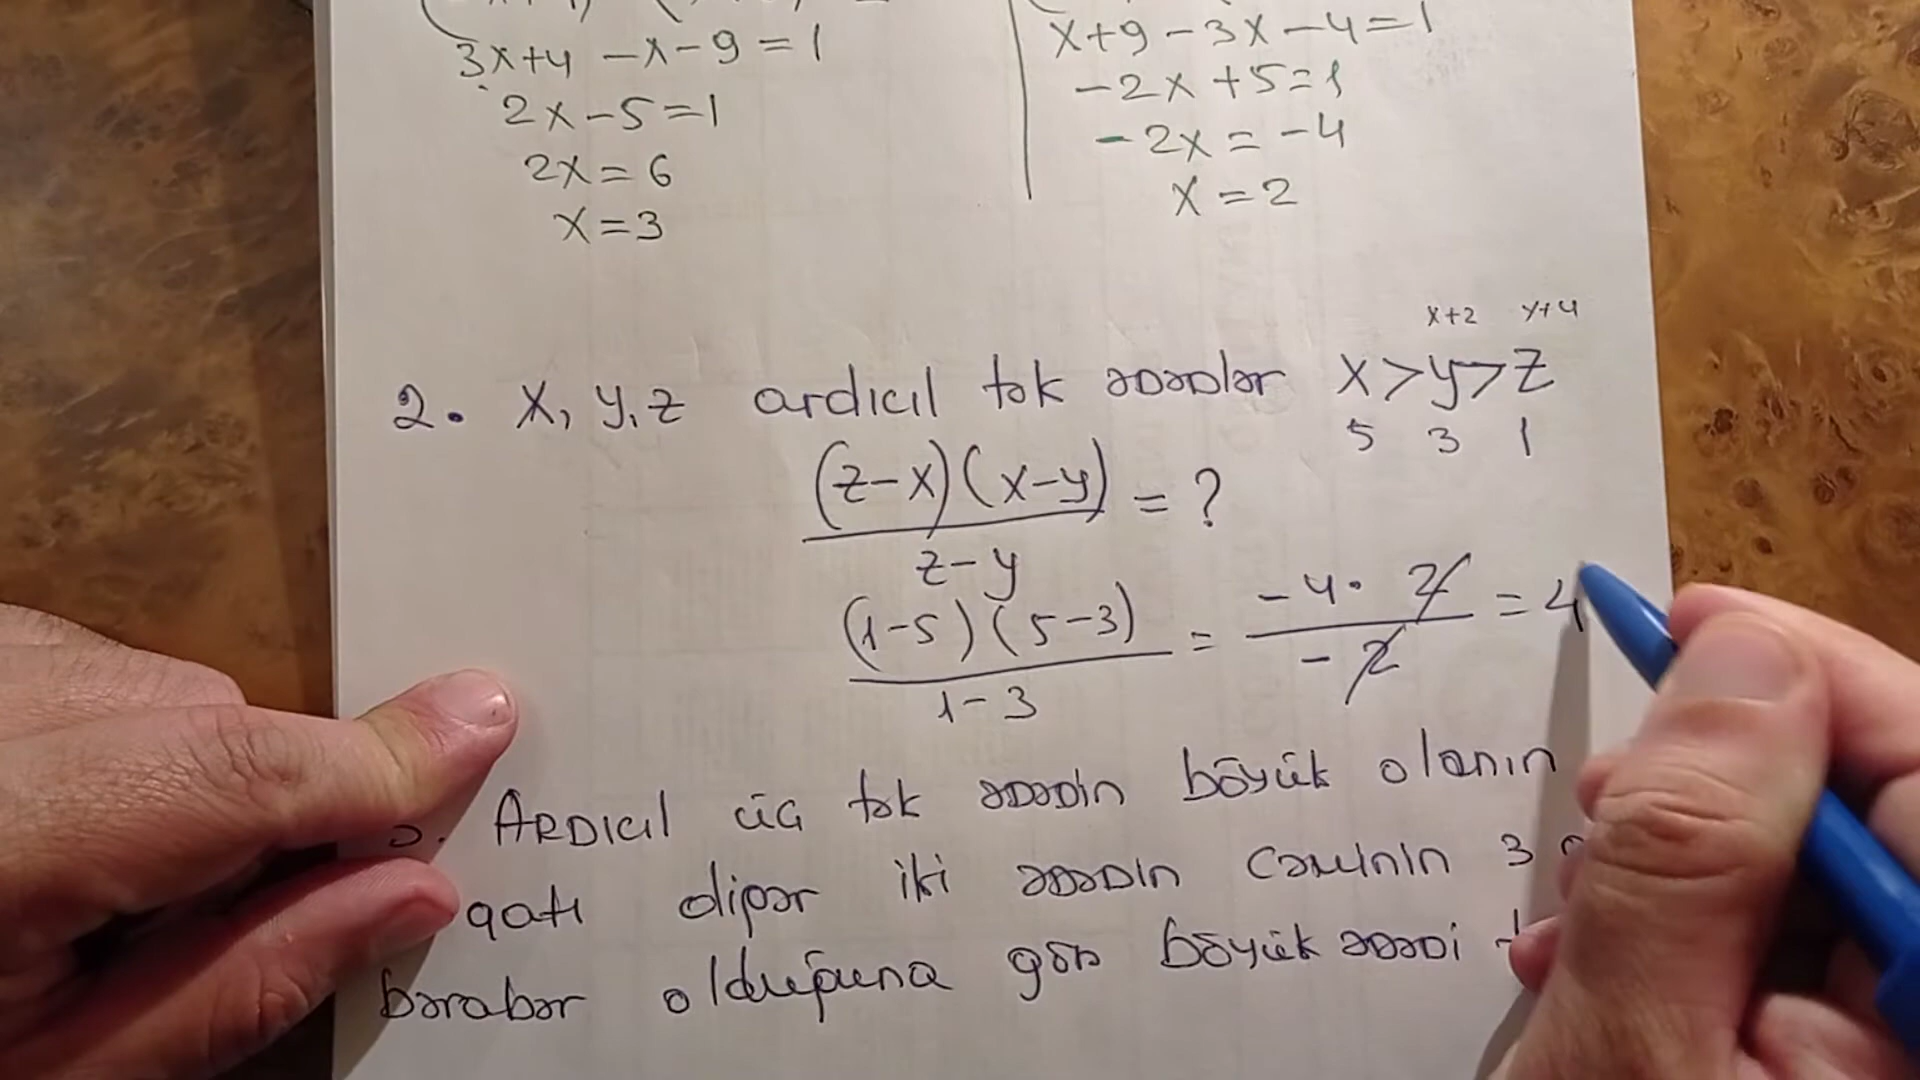 3x+4-x-9=1
2x-5=1
2x=6
x=3
x+9-3x-4=1
-2x+5=1
-2x=-4
x=2
x+2 y+4
2. x, y, z ardıcıl tək ədədlər x>y>z
5 3 1
(z-x)(x-y)/z-y = ?
(1-5)(5-3)/1-3 = -4·2/-2 = 4
ARDICIL üç tək ədədin böyük olanın
qatı digər iki ədədin cəminin 3
bərabər olduğuna görə böyük ədədi